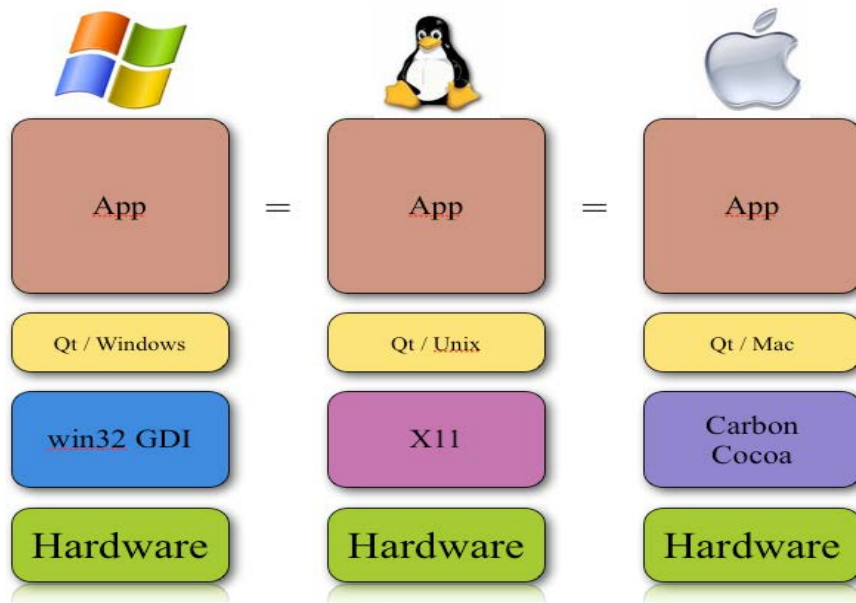 App = App = App
Qt / Windows
Qt / Unix
Qt / Mac
win32 GDI
X11
Carbon
Cocoa
Hardware
Hardware
Hardware